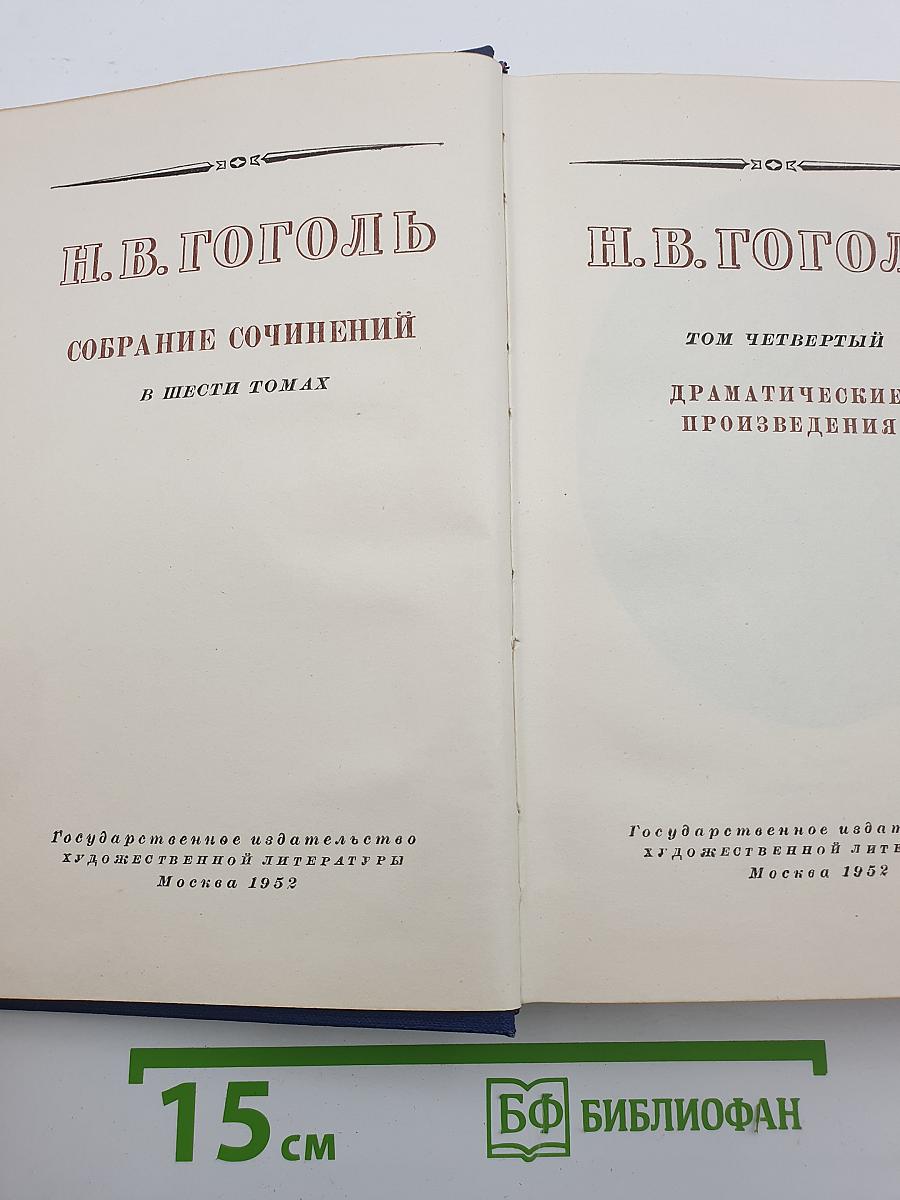 Н. В. ГОГОЛЬ
СОБРАНИЕ СОЧИНЕНИЙ
В ШЕСТИ ТОМАХ
Государственное издательство
ХУДОЖЕСТВЕННОЙ ЛИТЕРАТУРЫ
Москва 1952
Н. В. ГОГОЛ
ТОМ ЧЕТВЕРТЫЙ
ДРАМАТИЧЕСКИЕ
ПРОИЗВЕДЕНИЯ
Государственное издат
ХУДОЖЕСТВЕННОЙ ЛИТЕ
Москва 1952
15 см
БФ БИБЛИОФАН